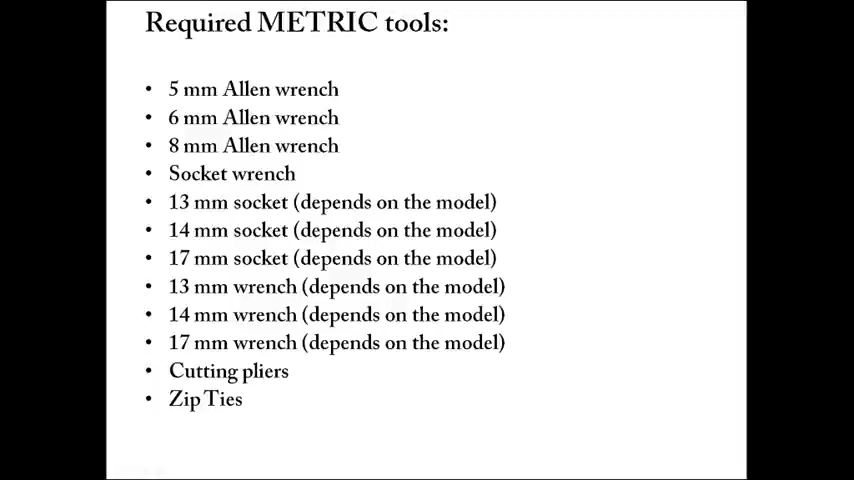 Required METRIC tools:
• 5 mm Allen wrench
• 6 mm Allen wrench
• 8 mm Allen wrench
• Socket wrench
• 13 mm socket (depends on the model)
• 14 mm socket (depends on the model)
• 17 mm socket (depends on the model)
• 13 mm wrench (depends on the model)
• 14 mm wrench (depends on the model)
• 17 mm wrench (depends on the model)
• Cutting pliers
• Zip Ties